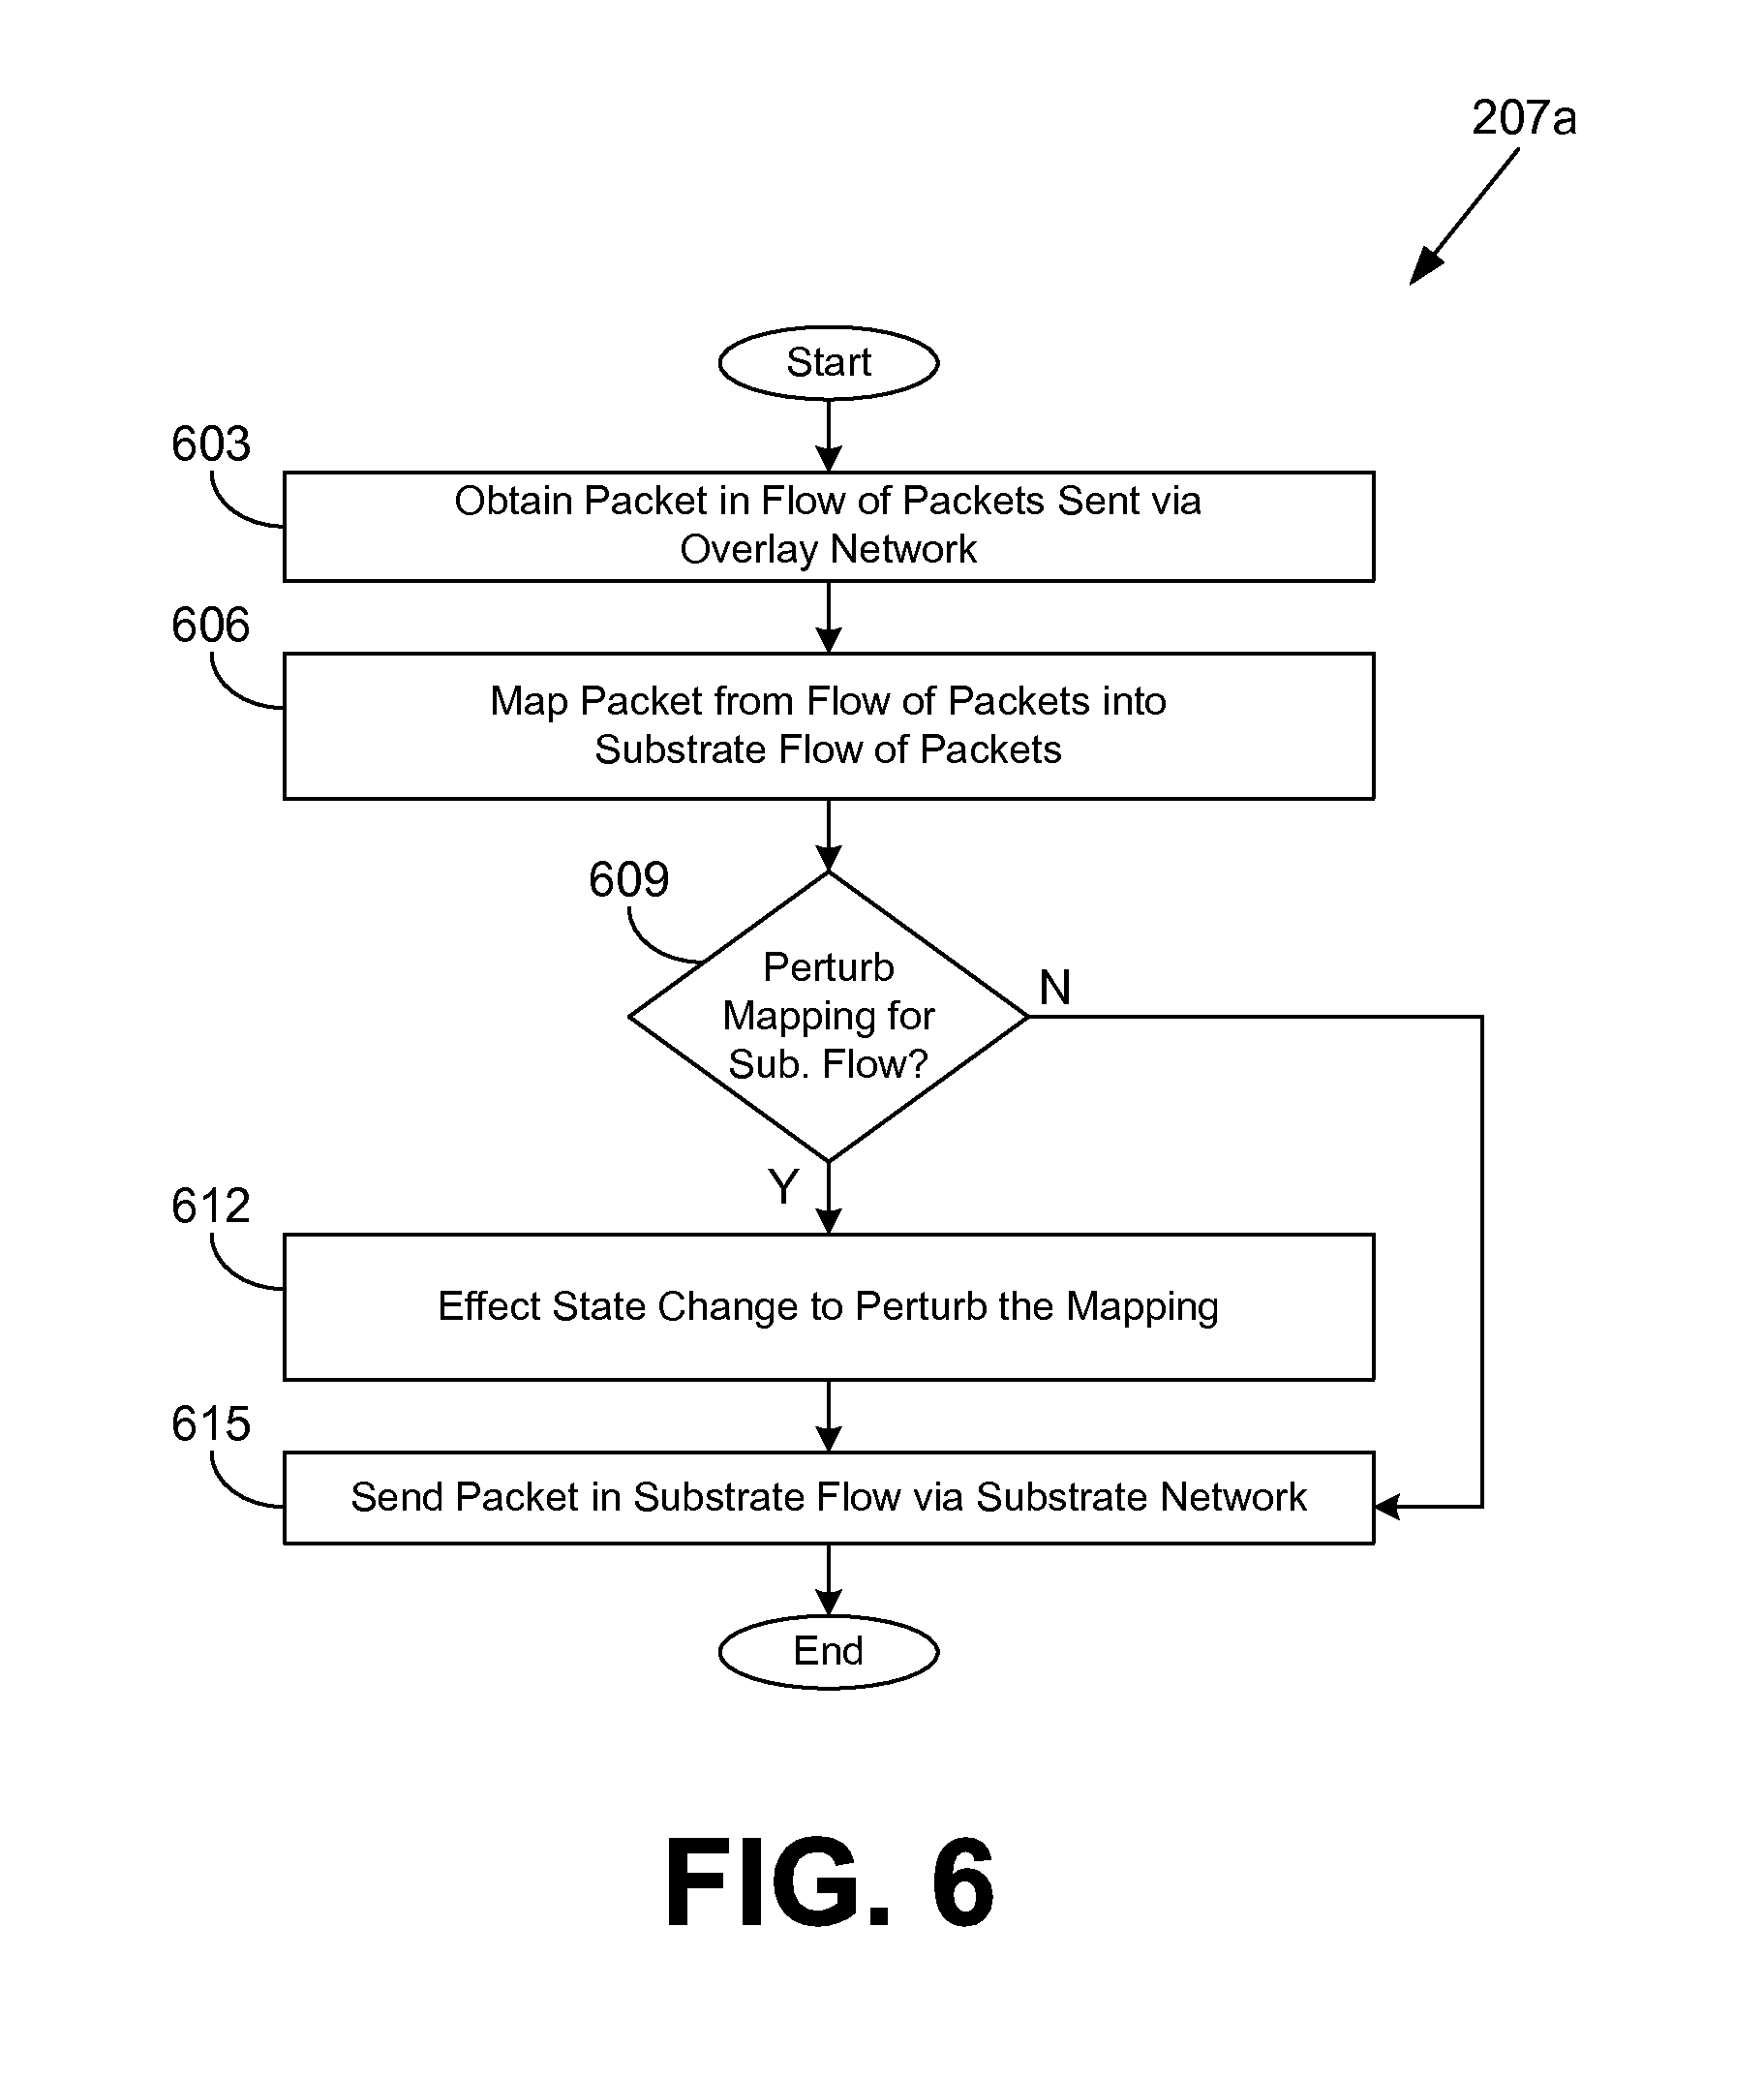 207a
Start
603
Obtain Packet in Flow of Packets Sent via
Overlay Network
606
Map Packet from Flow of Packets into
Substrate Flow of Packets
609
Perturb
Mapping for
Sub. Flow?
N
Y
612
Effect State Change to Perturb the Mapping
615
Send Packet in Substrate Flow via Substrate Network
End
FIG. 6